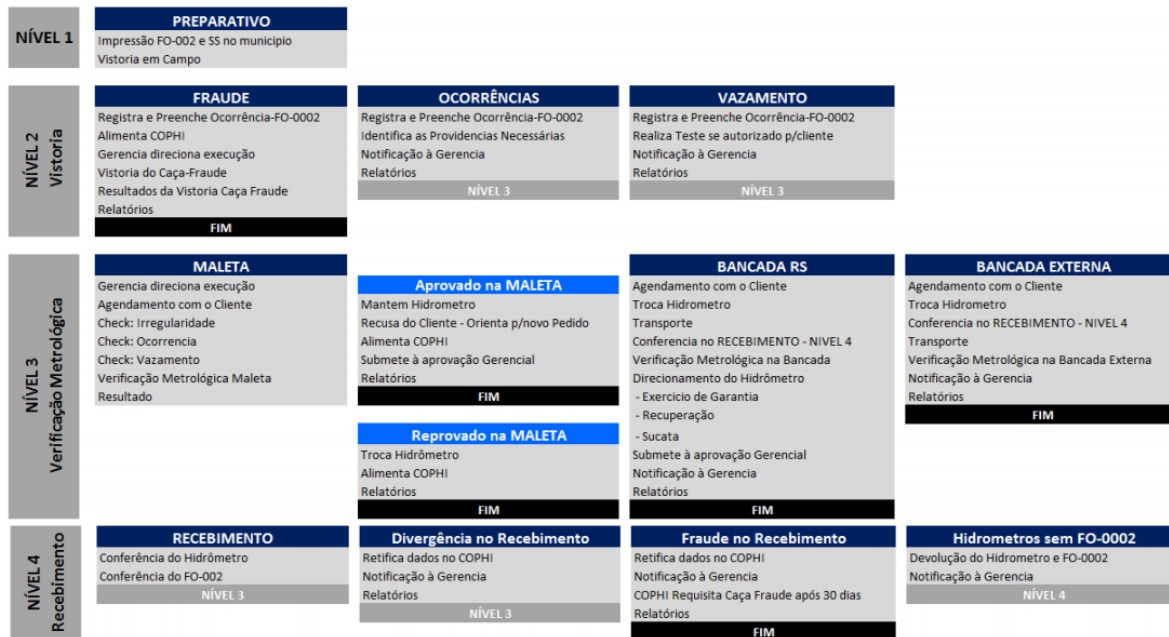 NÍVEL 1
PREPARATIVO
Impressão FO-002 e SS no municipio
Vistoria em Campo
NÍVEL 2
Vistoria
FRAUDE
Registra e Preenche Ocorrência-FO-0002
Alimenta COPHI
Gerencia direciona execução
Vistoria do Caça-Fraude
Resultados da Vistoria Caça Fraude
Relatórios
FIM
OCORRÊNCIAS
Registra e Preenche Ocorrência-FO-0002
Identifica as Providencias Necessárias
Notificação à Gerencia
Relatórios
NÍVEL 3
VAZAMENTO
Registra e Preenche Ocorrência-FO-0002
Realiza Teste se autorizado p/cliente
Notificação à Gerencia
Relatórios
NÍVEL 3
NÍVEL 3
Verificação Metrológica
MALETA
Gerencia direciona execução
Agendamento com o Cliente
Check: Irregularidade
Check: Ocorrencia
Check: Vazamento
Verificação Metrológica Maleta
Resultado
Aprovado na MALETA
Mantem Hidrometro
Recusa do Cliente - Orienta p/novo Pedido
Alimenta COPHI
Submete à aprovação Gerencial
Relatórios
FIM
Reprovado na MALETA
Troca Hidrômetro
Alimenta COPHI
Relatórios
FIM
BANCADA RS
Agendamento com o Cliente
Troca Hidrometro
Transporte
Conferencia no RECEBIMENTO - NIVEL 4
Verificação Metrológica na Bancada
Direcionamento do Hidrômetro
- Exercicio de Garantia
- Recuperação
- Sucata
Submete à aprovação Gerencial
Notificação à Gerencia
Relatórios
FIM
BANCADA EXTERNA
Agendamento com o Cliente
Troca Hidrometro
Conferencia no RECEBIMENTO - NIVEL 4
Transporte
Verificação Metrológica na Bancada Externa
Notificação à Gerencia
Relatórios
FIM
NÍVEL 4
Recebimento
RECEBIMENTO
Conferência do Hidrômetro
Conferência do FO-002
NÍVEL 3
Divergência no Recebimento
Retifica dados no COPHI
Notificação à Gerencia
Relatórios
NÍVEL 3
Fraude no Recebimento
Retifica dados no COPHI
Notificação à Gerencia
COPHI Requisita Caça Fraude após 30 dias
Relatórios
FIM
Hidrometros sem FO-0002
Devolução do Hidrometro e FO-0002
Notificação à Gerencia
NÍVEL 4